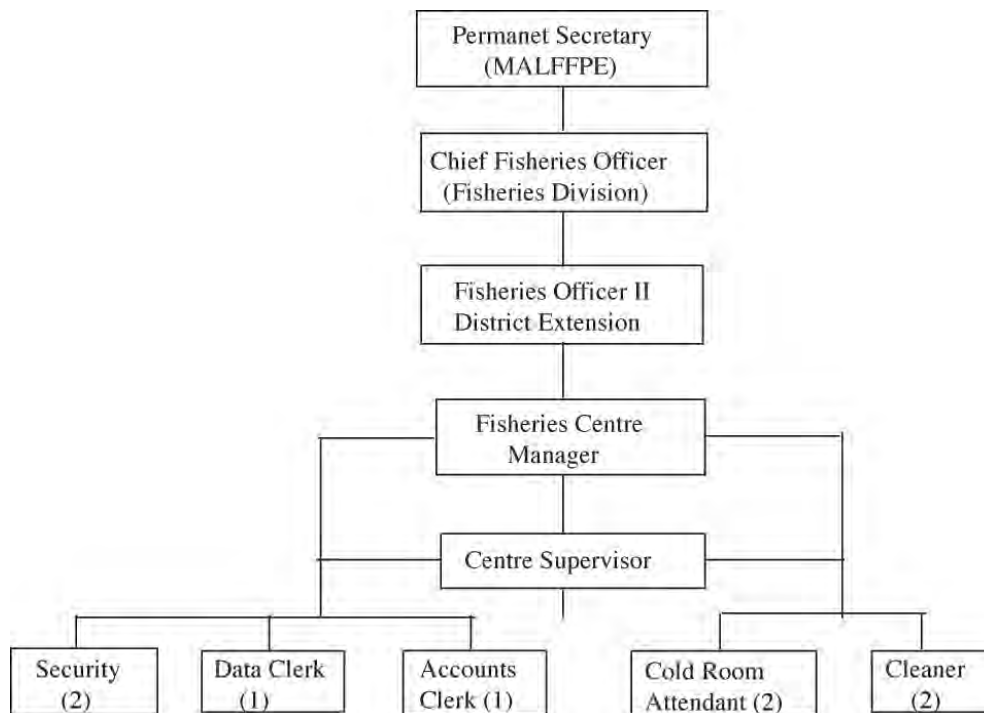 Permanet Secretary
(MALFFPE)
Chief Fisheries Officer
(Fisheries Division)
Fisheries Officer II
District Extension
Fisheries Centre
Manager
Centre Supervisor
Security
(2)
Data Clerk
(1)
Accounts
Clerk (1)
Cold Room
Attendant (2)
Cleaner
(2)